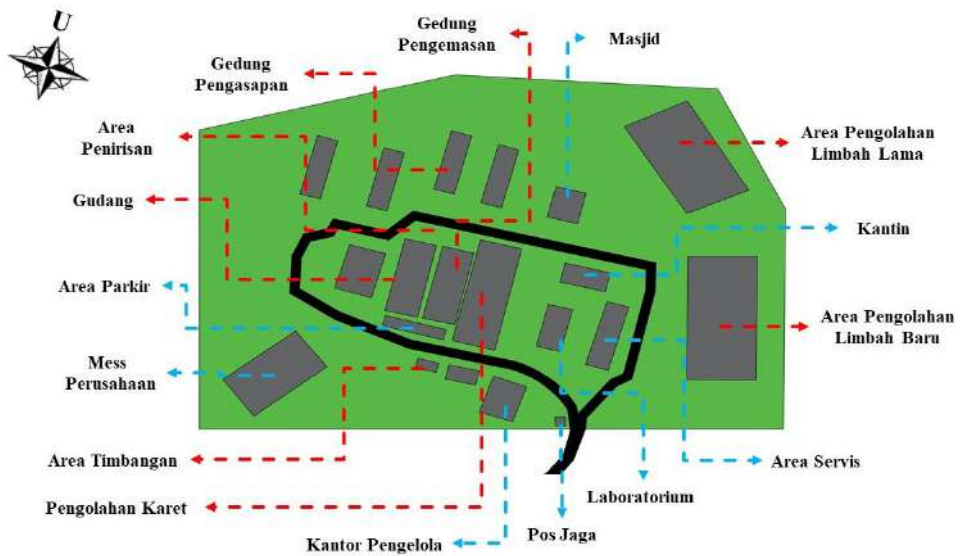 U
Gedung
Pengemasan
Masjid
Gedung
Pengasapan
Area
Penirisan
Area Pengolahan
Limbah Lama
Gudang
Kantin
Area Parkir
Area Pengolahan
Limbah Baru
Mess
Perusahaan
Area Timbangan
Area Servis
Laboratorium
Pengolahan Karet
Pos Jaga
Kantor Pengelola